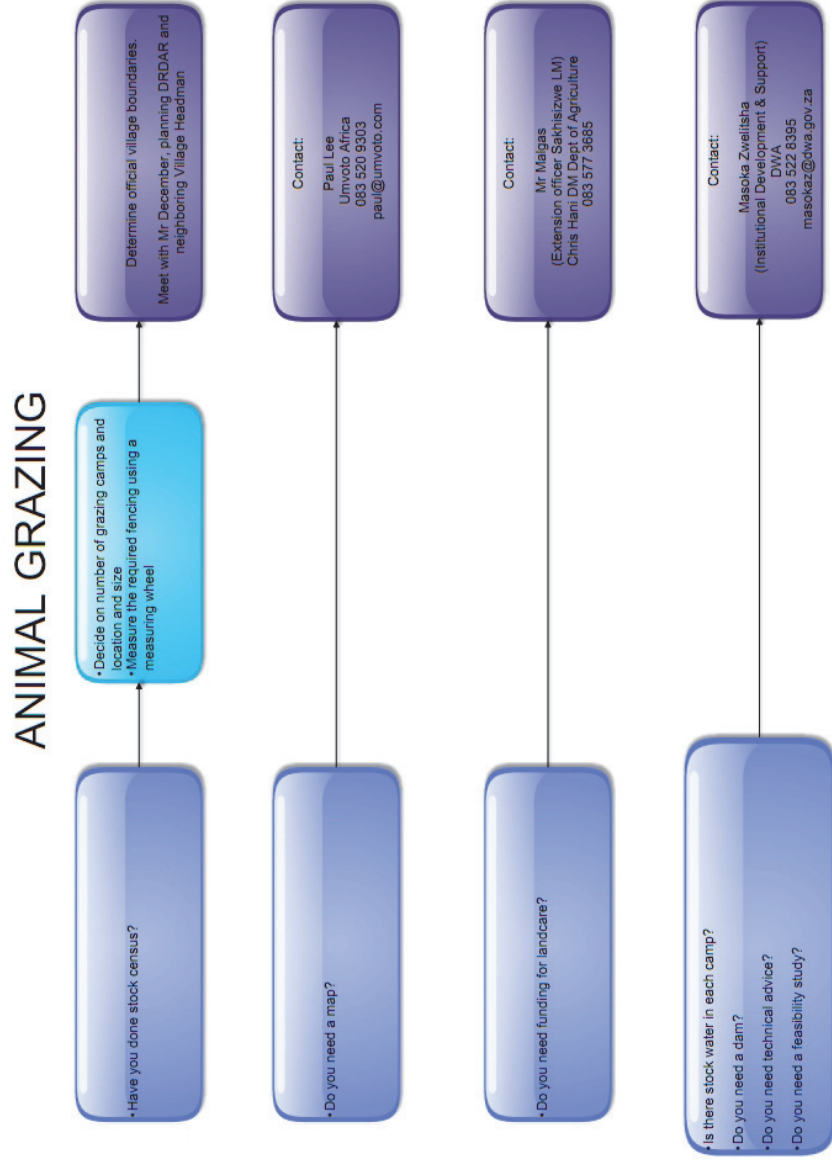 ANIMAL GRAZING
•Have you done stock census?
•Decide on number of grazing camps and
location and size
•Measure the required fencing using a
measuring wheel
Determine official village boundaries.
Meet with Mr December, planning DRDAR and
neighboring Village Headman
•Do you need a map?
Contact:
Paul Lee
Umvoto Africa
083 520 9303
paul@umvoto.com
•Do you need funding for landcare?
Contact:
Mr Malgas
(Extension officer Sakhisizwe LM)
Chris Hani DM Dept of Agriculture
083 577 3685
•Is there stock water in each camp?
•Do you need a dam?
•Do you need technical advice?
•Do you need a feasibility study?
Contact:
Masoka Zwelitsha
(Institutional Development & Support)
DWA
083 522 8395
masokaz@dwa.gov.za